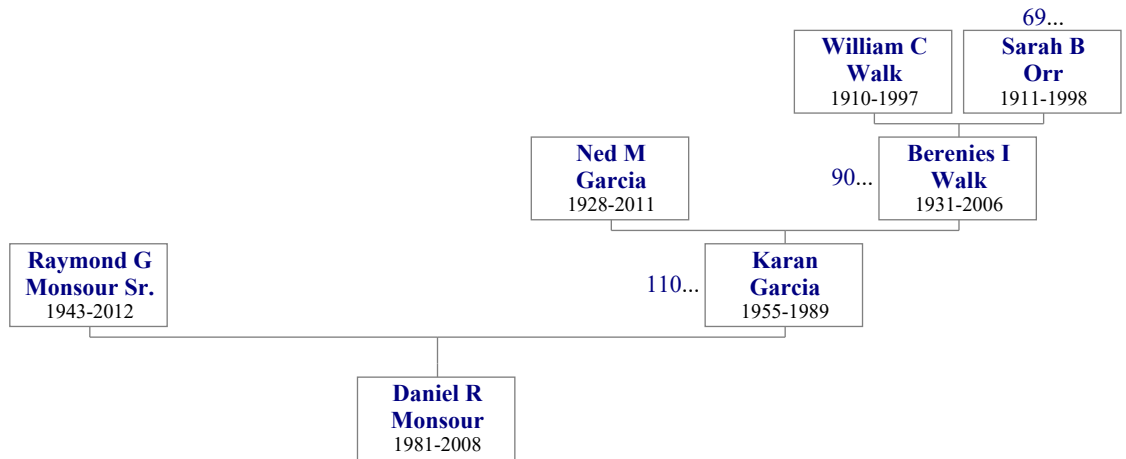 69...
William C
Walk
1910-1997
Sarah B
Orr
1911-1998
Ned M
Garcia
1928-2011
90...
Berenies I
Walk
1931-2006
Raymond G
Monsour Sr.
1943-2012
110...
Karan
Garcia
1955-1989
Daniel R
Monsour
1981-2008